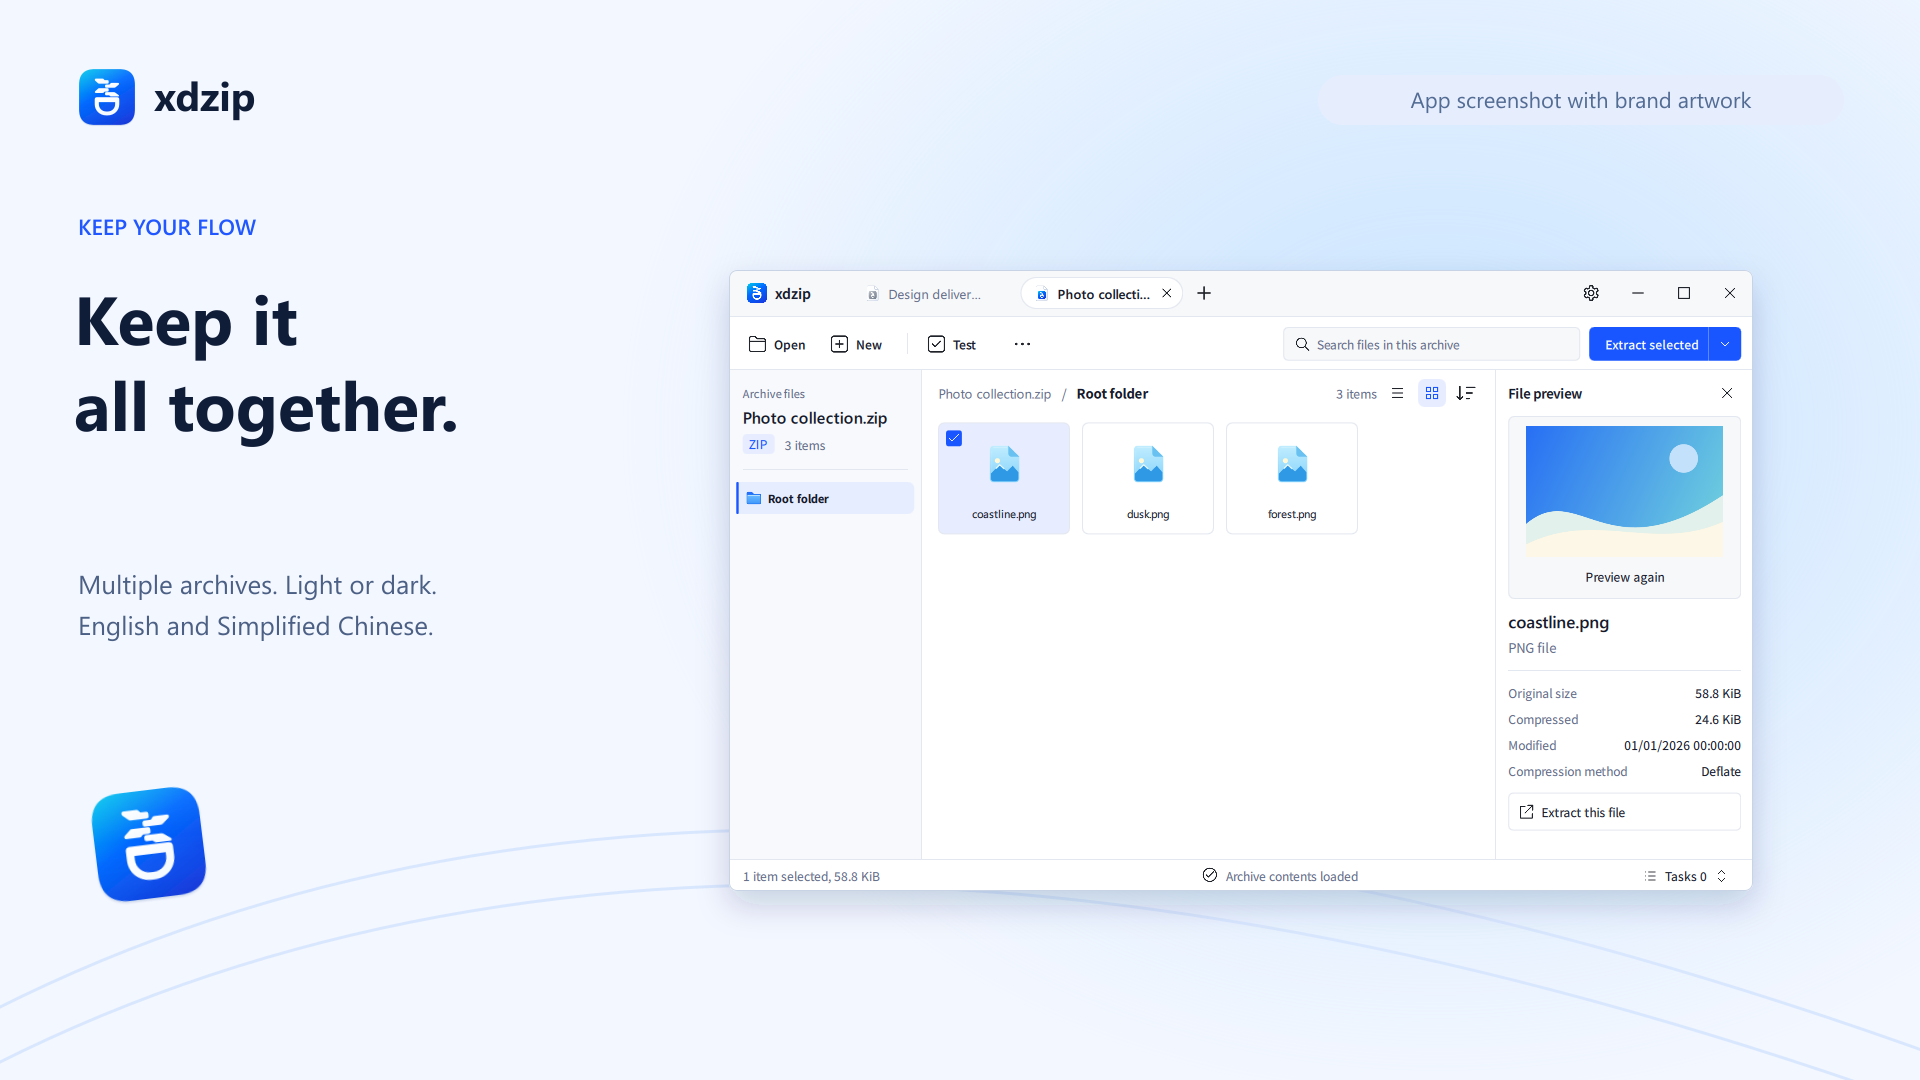 xdzip
App screenshot with brand artwork
KEEP YOUR FLOW
Keep it
all together.
Multiple archives. Light or dark.
English and Simplified Chinese.
xdzip
Design deliver...
Photo collecti...
Open
New
Test
Search files in this archive
Extract selected
Archive files
Photo collection.zip
ZIP 3 items
Root folder
Photo collection.zip / Root folder
3 items
coastline.png
dusk.png
forest.png
File preview
Preview again
coastline.png
PNG file
Original size 58.8 KiB
Compressed 24.6 KiB
Modified 01/01/2026 00:00:00
Compression method Deflate
Extract this file
1 item selected, 58.8 KiB
Archive contents loaded
Tasks 0